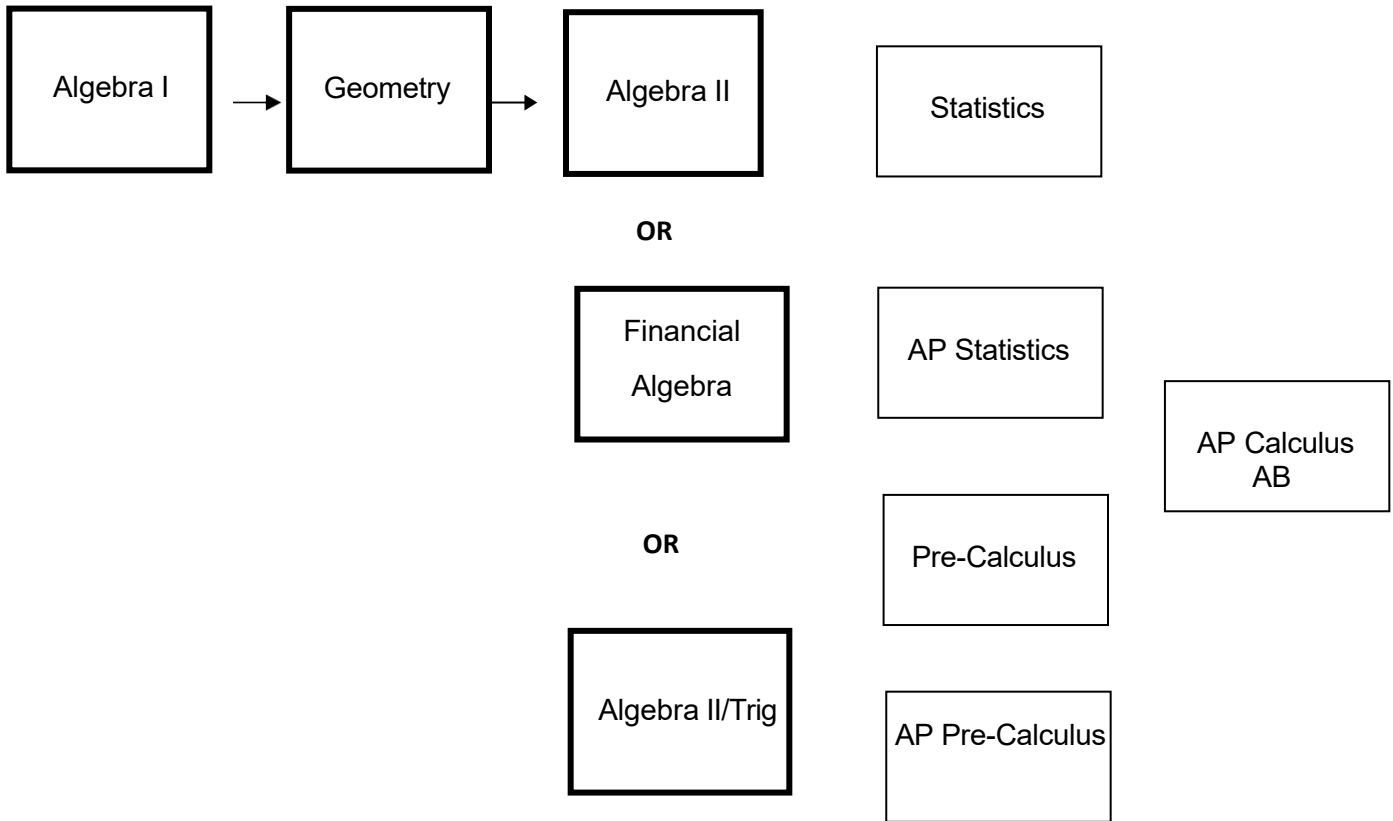 Algebra I
Geometry
Algebra II
Statistics
OR
Financial
Algebra
AP Statistics
AP Calculus
AB
OR
Pre-Calculus
Algebra II/Trig
AP Pre-Calculus